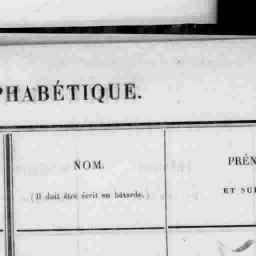 PHABÉTIQUE.
NOM.
(Il doit être écrit en bâtarde.)
PRÉN
ET SU